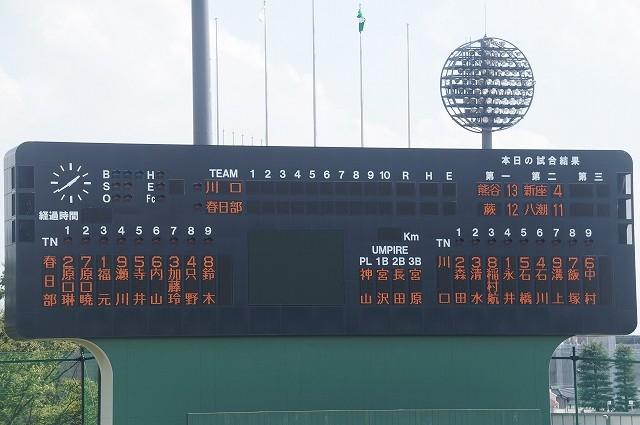 本日の試合結果
B H TEAM 1 2 3 4 5 6 7 8 9 10 R H E 第一 第二 第三
S E 川口 熊谷 13 新座 4
O Fc 春日部 蕨 12 八潮 11
経過時間 Km
1 2 3 4 5 6 7 8 9 UMPIRE 1 2 3 4 5 6 7 8 9
TN PL 1B 2B 3B TN
春日部 2 7 1 9 5 6 3 4 8 川口 2 3 8 1 5 4 9 7 6
原口琳 原口暁 福元 瀬川 寺井 内山 加藤玲 只野 鈴木 神山 宮沢 長田 宮原 森田 清水 稲村航 永井 石橋 石川 溝上 飯塚 中村